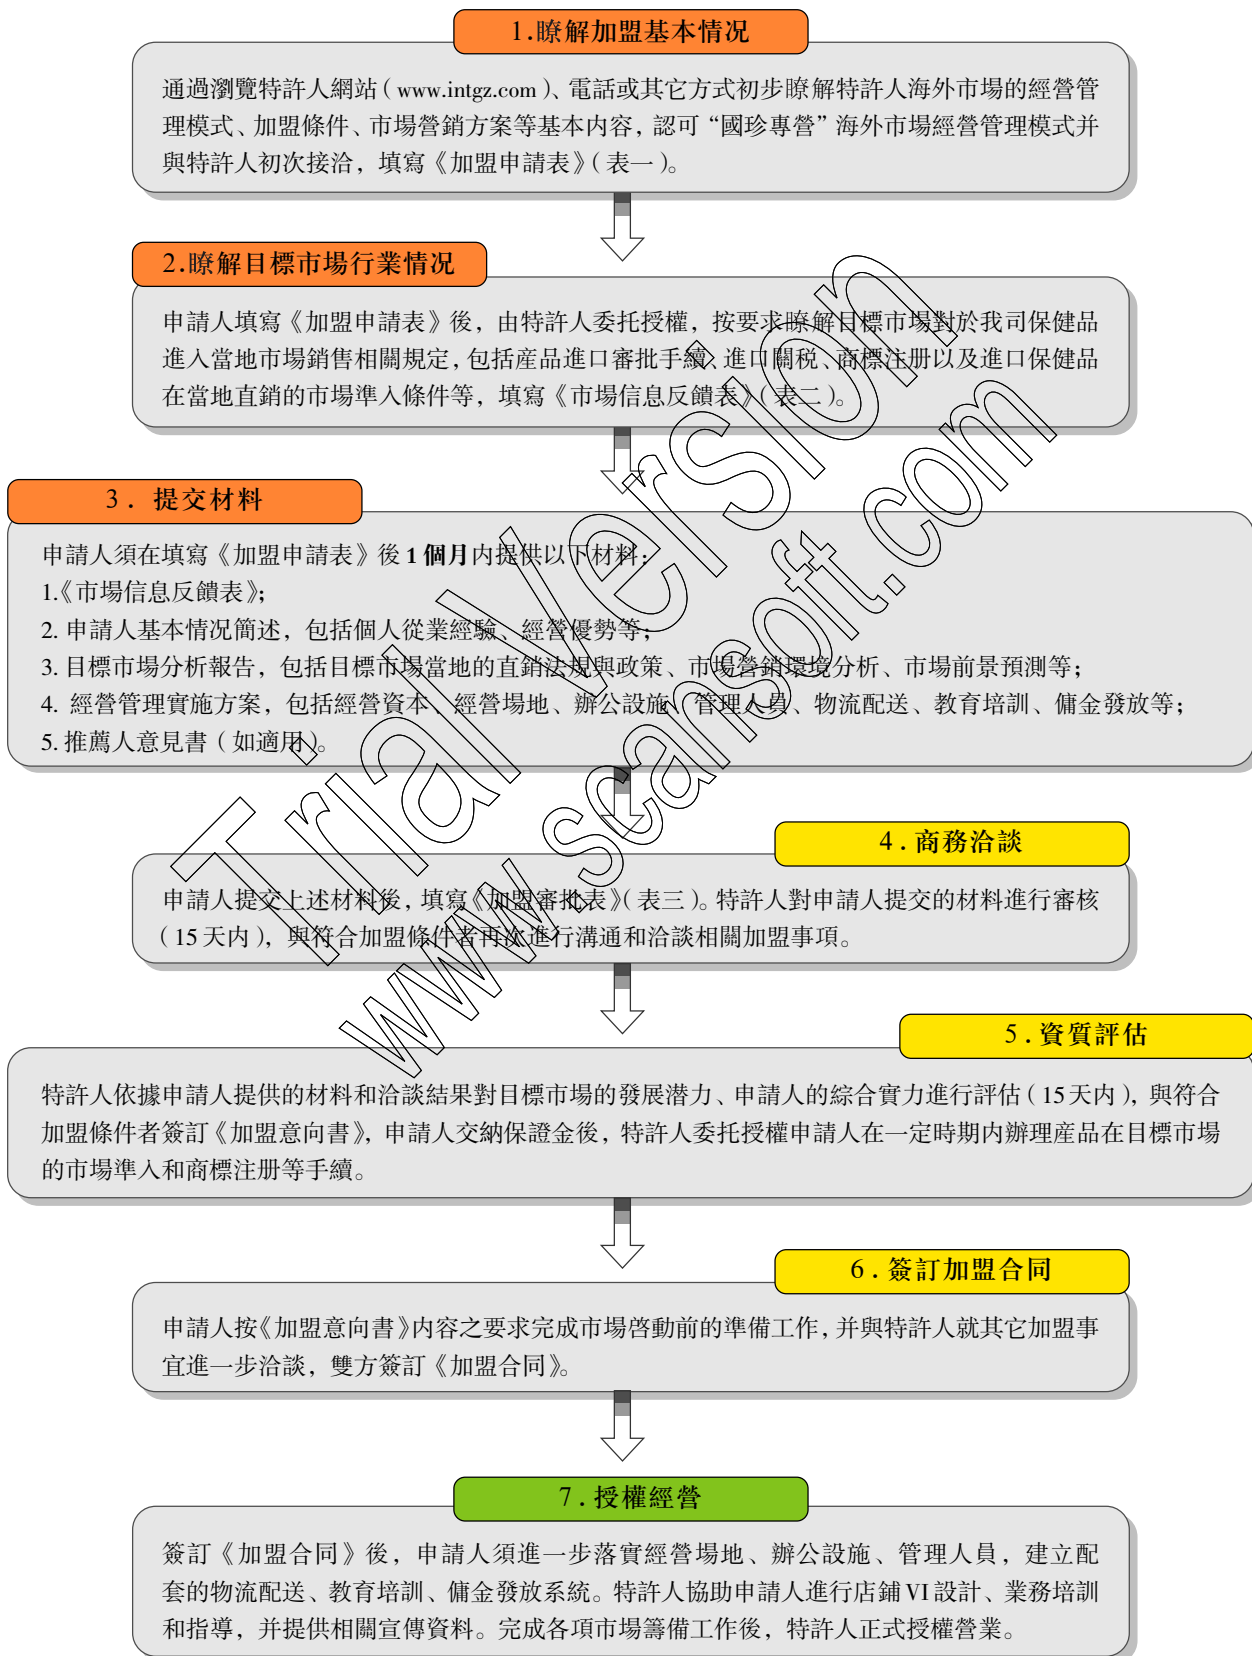 1.瞭解加盟基本情况
通過瀏覽特許人網站（www.intgz.com）、電話或其它方式初步瞭解特許人海外市場的經營管
理模式、加盟條件、市場營銷方案等基本内容，認可“國珍專營”海外市場經營管理模式并
與特許人初次接洽，填寫《加盟申請表》（表一）。
2.瞭解目標市場行業情况
申請人填寫《加盟申請表》後，由特許人委托授權，按要求瞭解目標市場對於我司保健品
進入當地市場銷售相關規定，包括産品進口審批手續、進口關税、商標注册以及進口保健品
在當地直銷的市場準入條件等，填寫《市場信息反饋表》（表二）。
3. 提交材料
申請人須在填寫《加盟申請表》後 1 個月内提供以下材料：
1.《市場信息反饋表》；
2. 申請人基本情况簡述，包括個人從業經驗、經營優勢等；
3. 目標市場分析報告，包括目標市場當地的直銷法規與政策、市場營銷環境分析、市場前景預測等；
4. 經營管理實施方案，包括經營資本、經營場地、辦公設施、管理人員、物流配送、教育培訓、傭金發放等；
5. 推薦人意見書（如適用）。
4.商務洽談
申請人提交上述材料後，填寫《加盟審批表》（表三）。特許人對申請人提交的材料進行審核
（15天内），與符合加盟條件者再次進行溝通和洽談相關加盟事項。
5.資質評估
特許人依據申請人提供的材料和洽談結果對目標市場的發展潜力、申請人的綜合實力進行評估（15天内），與符合
加盟條件者簽訂《加盟意向書》，申請人交納保證金後，特許人委托授權申請人在一定時期内辦理産品在目標市場
的市場準入和商標注册等手續。
6.簽訂加盟合同
申請人按《加盟意向書》内容之要求完成市場啓動前的準備工作，并與特許人就其它加盟事
宜進一步洽談，雙方簽訂《加盟合同》。
7.授權經營
簽訂《加盟合同》後，申請人須進一步落實經營場地、辦公設施、管理人員，建立配
套的物流配送、教育培訓、傭金發放系統。特許人協助申請人進行店鋪 VI 設計、業務培訓
和指導，并提供相關宣傳資料。完成各項市場籌備工作後，特許人正式授權營業。
Trial Version
www.scansoft.com